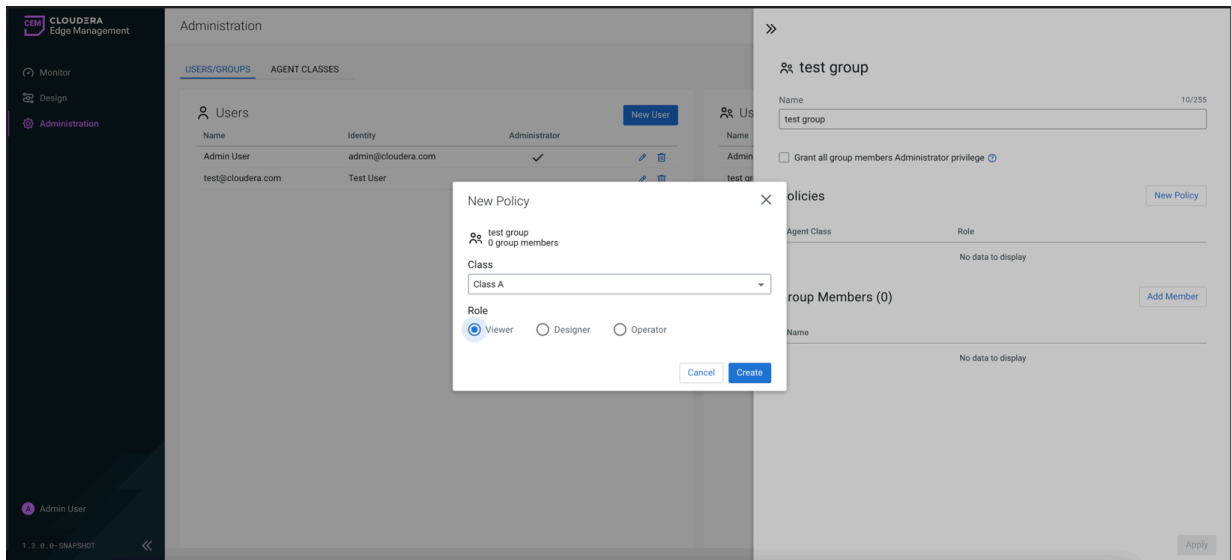 CEM
CLOUDERA
Edge Management
Monitor
Design
Administration
A
Admin User
1.3.0.0-SNAPSHOT
Administration
USERS/GROUPS
AGENT CLASSES
Users
New User
Name
Identity
Administrator
Admin User
admin@cloudera.com
test@cloudera.com
Test User
Us
Name
Admin
test gr
New Policy
test group
0 group members
Class
Class A
Role
Viewer
Designer
Operator
Cancel
Create
test group
Name
10/255
test group
Grant all group members Administrator privilege
olicies
New Policy
Agent Class
Role
No data to display
roup Members (0)
Add Member
Name
No data to display
Apply